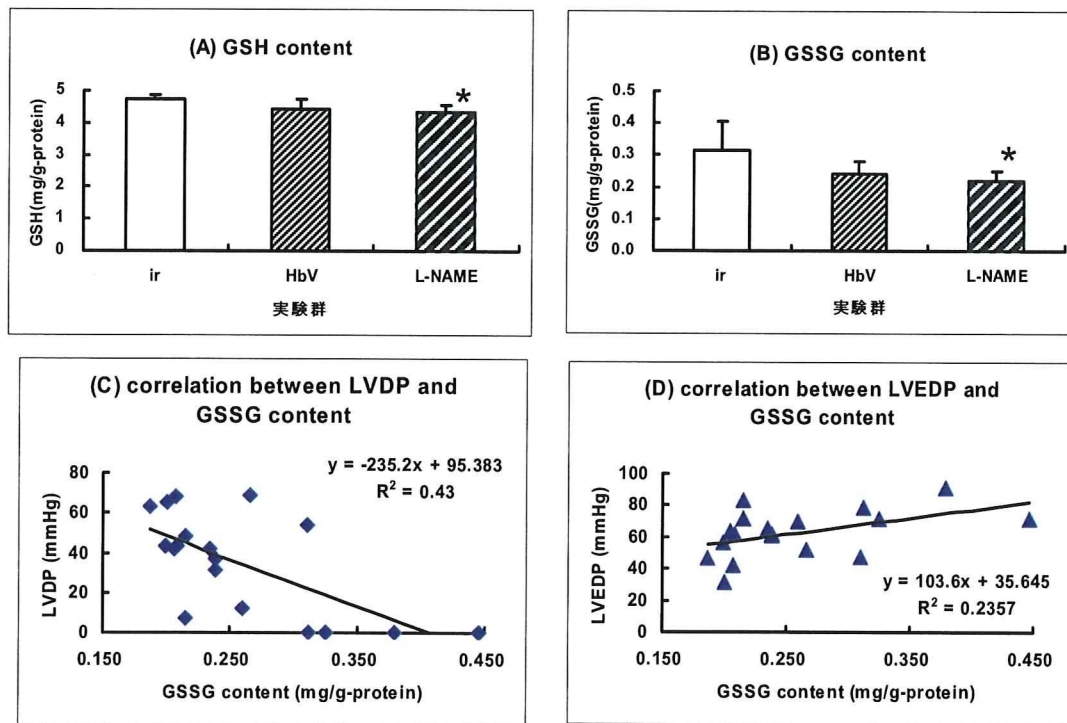 (A) GSH content
GSH(mg/g-protein)
5
4
3
2
1
0
*
ir
HbV
L-NAME
実験群
(B) GSSG content
GSSG(mg/g-protein)
0.5
0.4
0.3
0.2
0.1
0.0
*
ir
HbV
L-NAME
実験群
(C) correlation between LVDP and
GSSG content
y = -235.2x + 95.383
R² = 0.43
LVDP (mmHg)
80
60
40
20
0
0.150
0.250
0.350
0.450
GSSG content (mg/g-protein)
(D) correlation between LVEDP and
GSSG content
LVEDP (mmHg)
100
80
60
40
20
0
y = 103.6x + 35.645
R² = 0.2357
0.150
0.250
0.350
0.450
GSSG content (mg/g-protein)